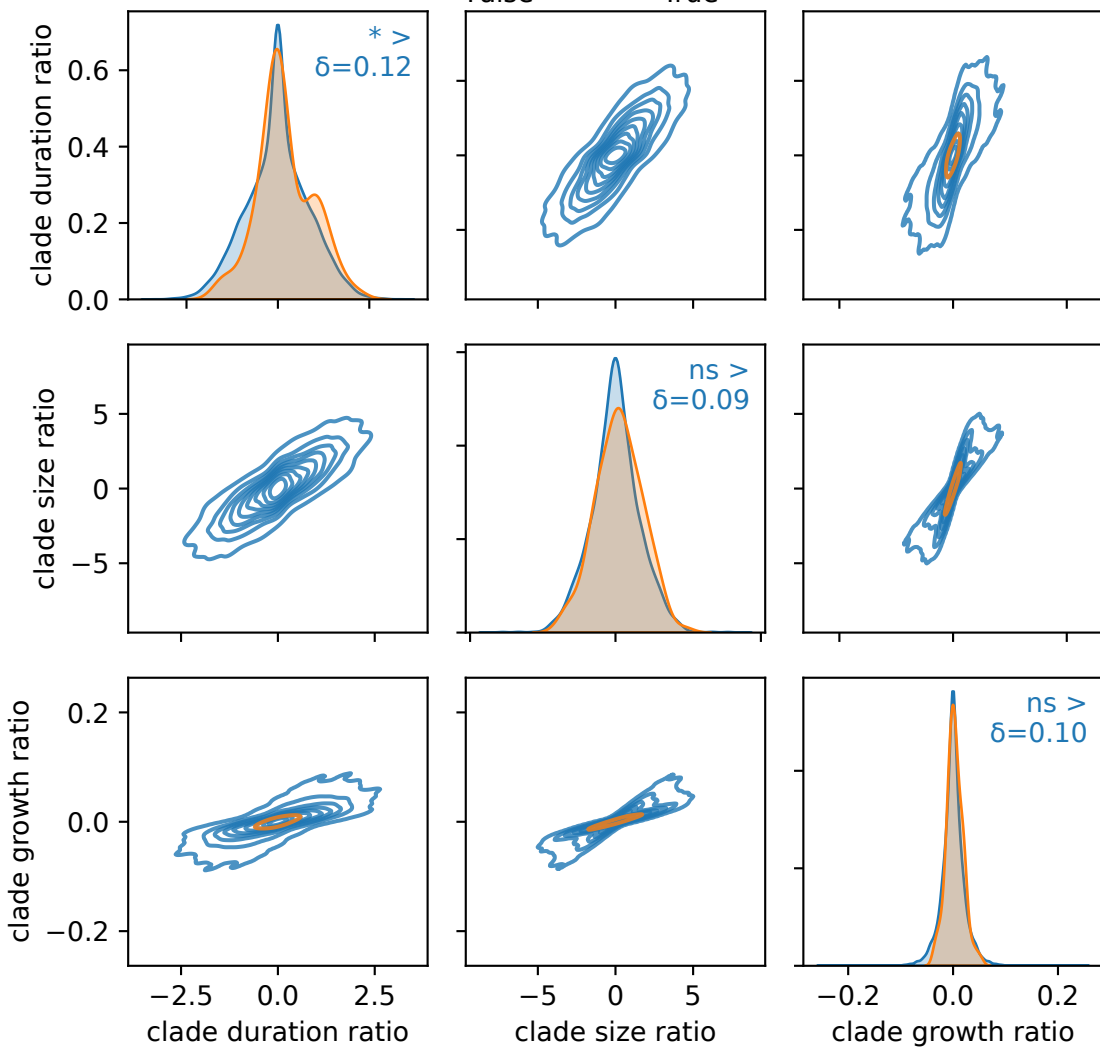 True
clade duration ratio
0.6
0.4
0.2
0.0
* >
δ=0.12
clade size ratio
5
0
−5
ns >
δ=0.09
clade growth ratio
0.2
0.0
−0.2
ns >
δ=0.10
−2.5 0.0 2.5
−5 0 5
−0.2 0.0 0.2
clade duration ratio
clade size ratio
clade growth ratio